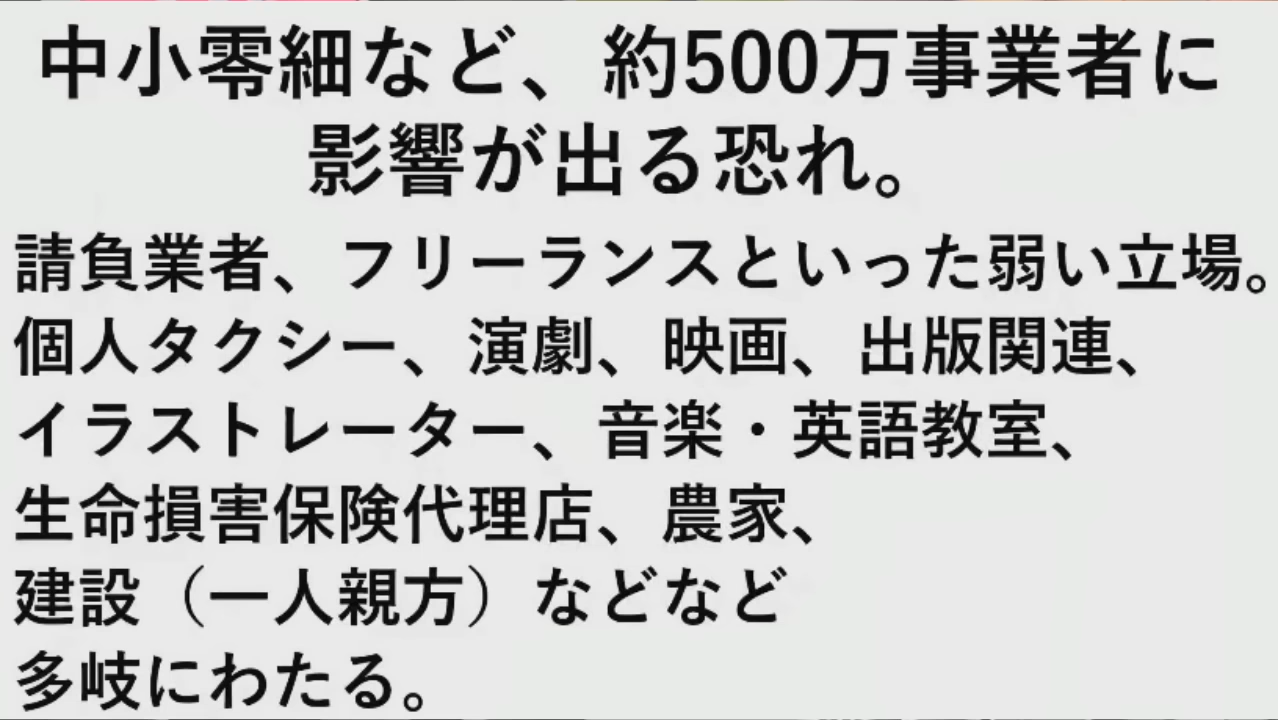 中小零細など、約500万事業者に
影響が出る恐れ。
請負業者、フリーランスといった弱い立場。
個人タクシー、演劇、映画、出版関連、
イラストレーター、音楽・英語教室、
生命損害保険代理店、農家、
建設（一人親方）などなど
多岐にわたる。